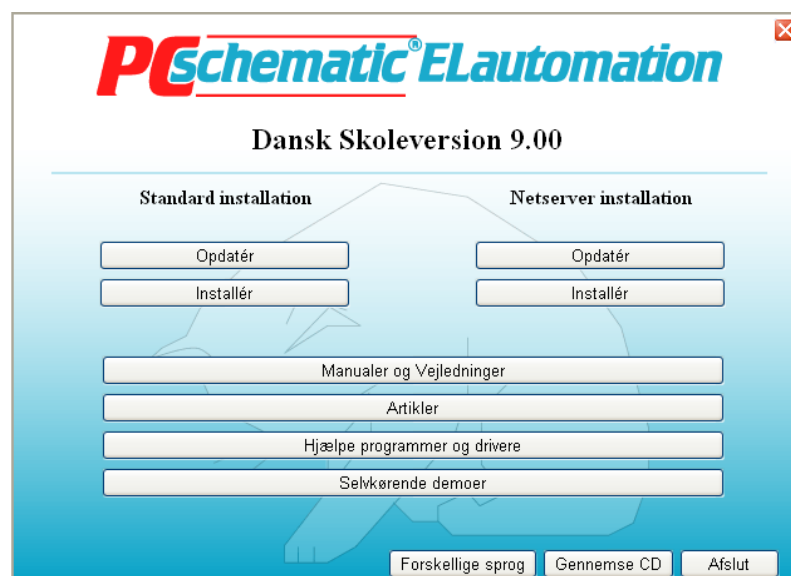 PCschematic® ELautomation
Dansk Skoleversion 9.00
Standard installation
Opdatér
Installér
Netserver installation
Opdatér
Installér
Manualer og Vejledninger
Artikler
Hjælpe programmer og drivere
Selvkørende demoer
Forskellige sprog
Gennemse CD
Afslut